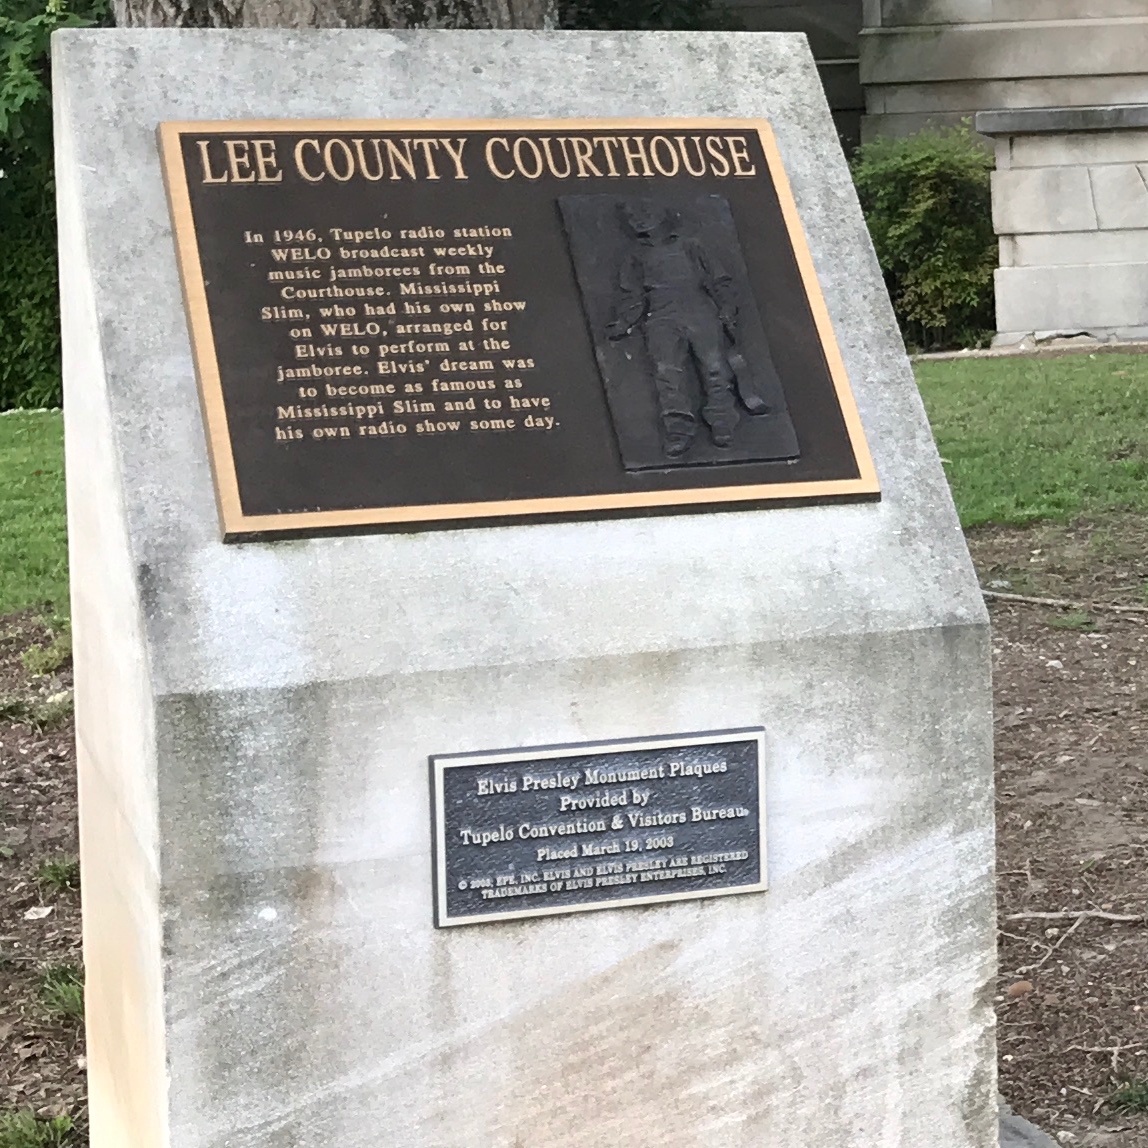 LEE COUNTY COURTHOUSE
In 1946, Tupelo radio station
WELO broadcast weekly
music jamborees from the
Courthouse. Mississippi
Slim, who had his own show
on WELO, arranged for
Elvis to perform at the
jamboree. Elvis' dream was
to become as famous as
Mississippi Slim and to have
his own radio show some day.
Elvis Presley Monument Plaques
Provided by
Tupelo Convention & Visitors Bureau
Placed March 19, 2003
© 2003, EPE, INC. ELVIS AND ELVIS PRESLEY ARE REGISTERED
TRADEMARKS OF ELVIS PRESLEY ENTERPRISES, INC.